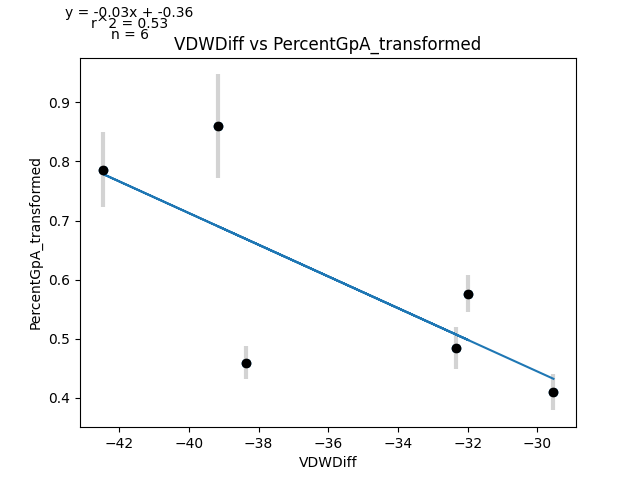 y = -0.03x + -0.36
r^2 = 0.53
n = 6
VDWDiff vs PercentGpA_transformed
0.9
0.8
0.7
0.6
0.5
0.4
PercentGpA_transformed
−42 −40 −38 −36 −34 −32 −30
VDWDiff